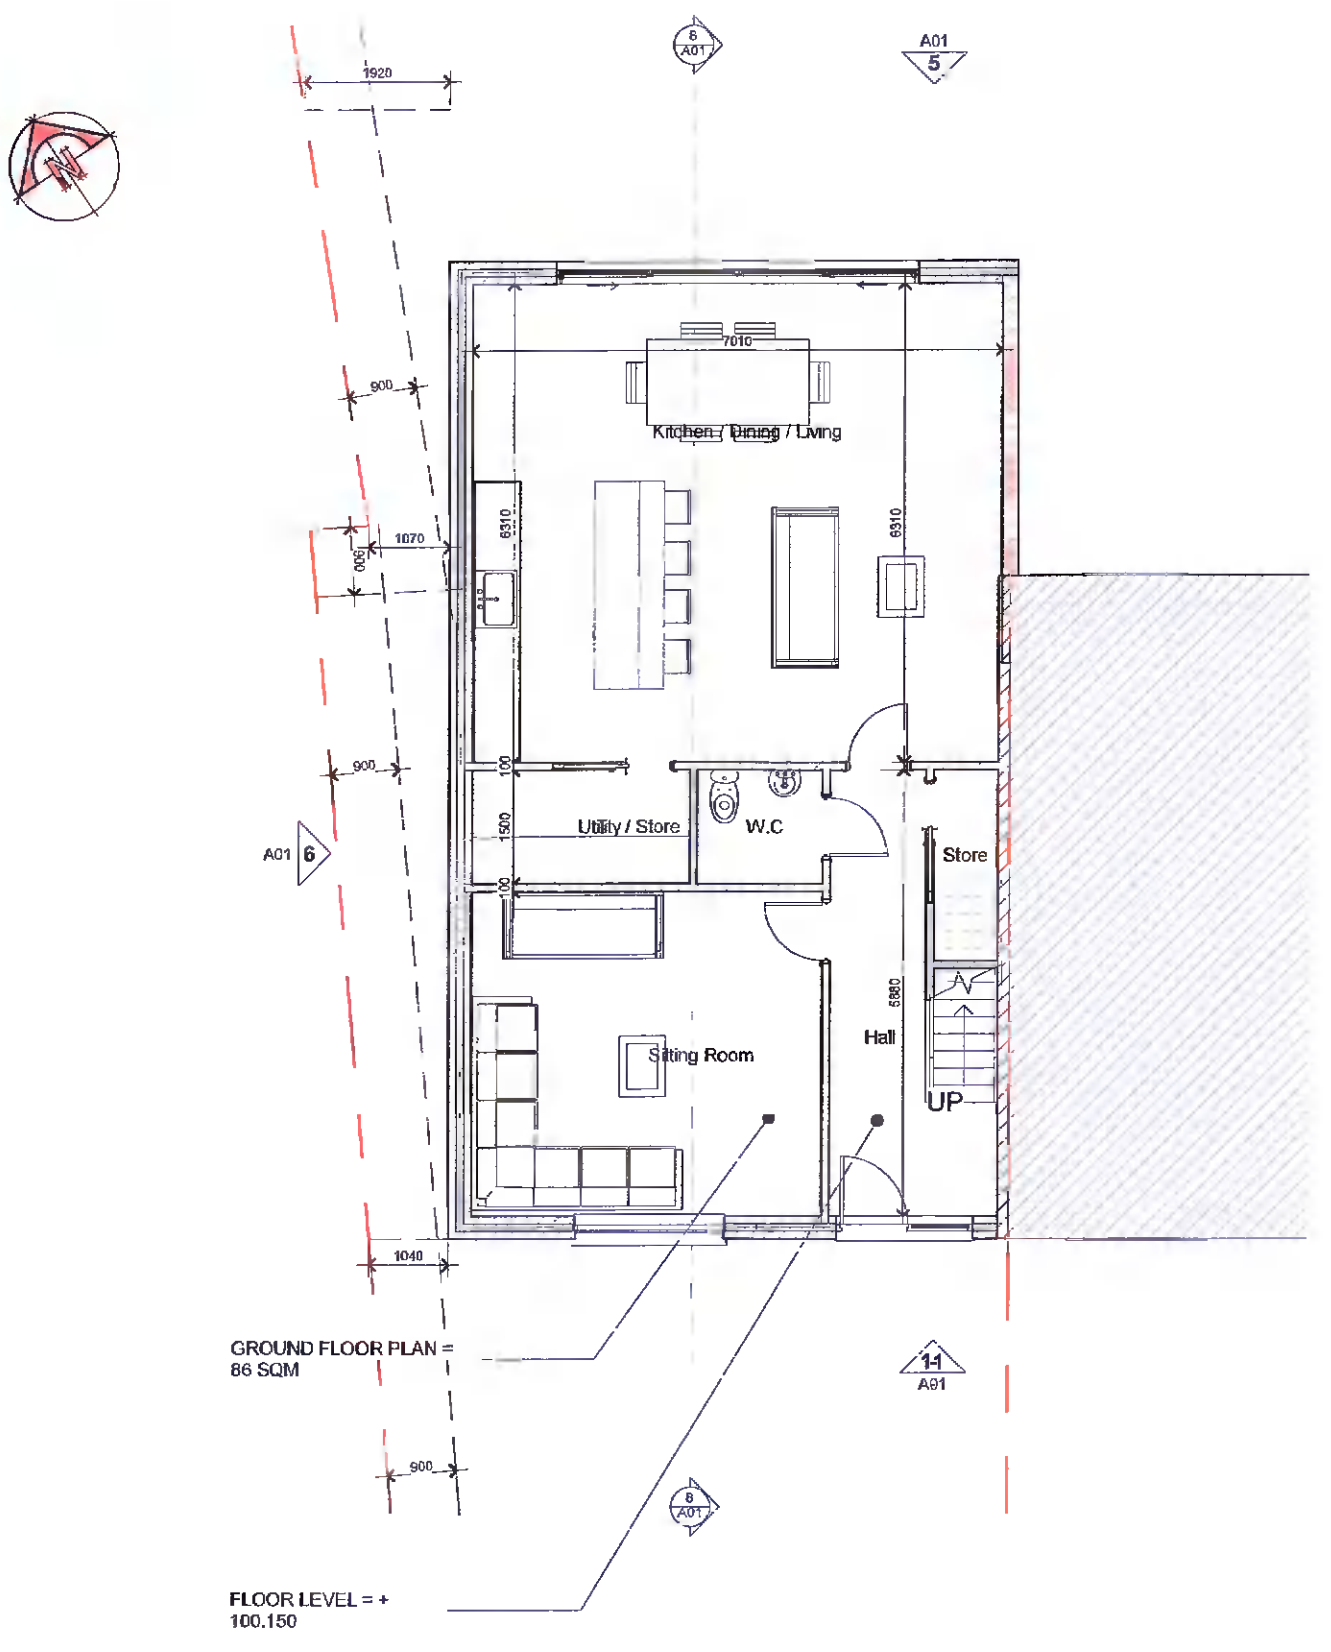 8
A01
A01
5
1920
N
7010
900
Kitchen / Dining / Living
6310
6310
1070
900
900
100
Utility / Store
W.C
1500
A01 6
Store
100
5880
Hall
Sitting Room
UP
1040
GROUND FLOOR PLAN =
86 SQM
11
A01
900
8
A01
FLOOR LEVEL = +
100.150